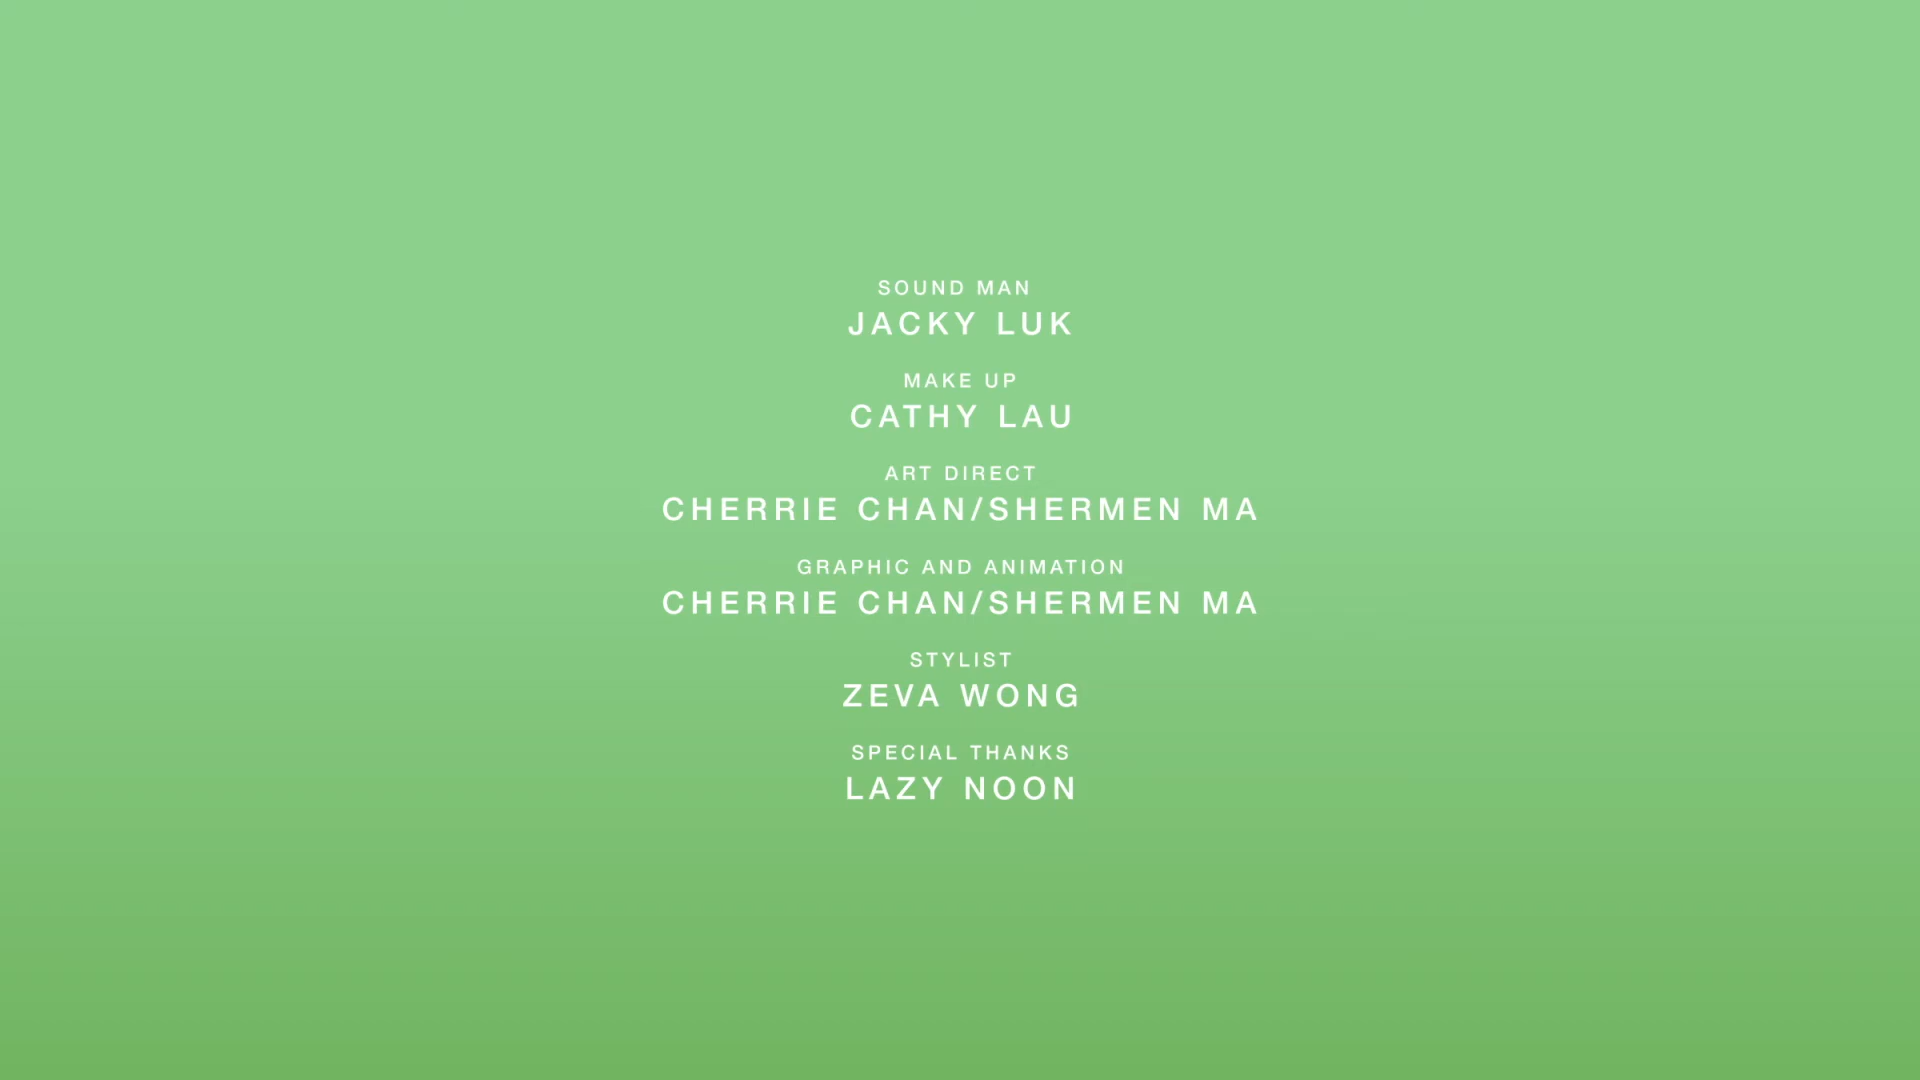 SOUND MAN
JACKY LUK
MAKE UP
CATHY LAU
ART DIRECT
CHERRIE CHAN/SHERMEN MA
GRAPHIC AND ANIMATION
CHERRIE CHAN/SHERMEN MA
STYLIST
ZEVA WONG
SPECIAL THANKS
LAZY NOON